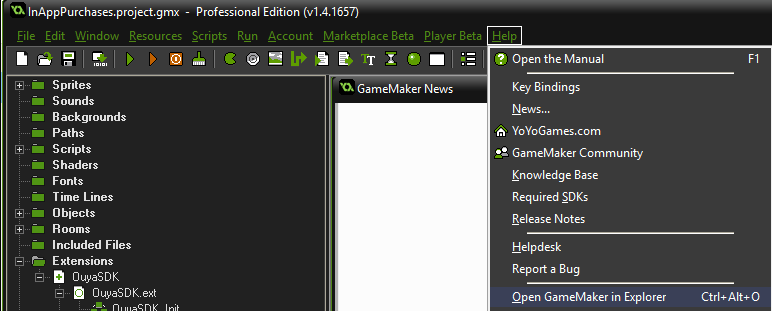 InAppPurchases.project.gmx - Professional Edition (v1.4.1657)
File Edit Window Resources Scripts Run Account Marketplace Beta Player Beta Help
Open the Manual F1
Key Bindings
News...
YoYoGames.com
GameMaker Community
Knowledge Base
Required SDKs
Release Notes
Helpdesk
Report a Bug
Open GameMaker in Explorer Ctrl+Alt+O
GameMaker News
Sprites
Sounds
Backgrounds
Paths
Scripts
Shaders
Fonts
Time Lines
Objects
Rooms
Included Files
Extensions
OuyaSDK
OuyaSDK.ext
OuyaSDK_Init